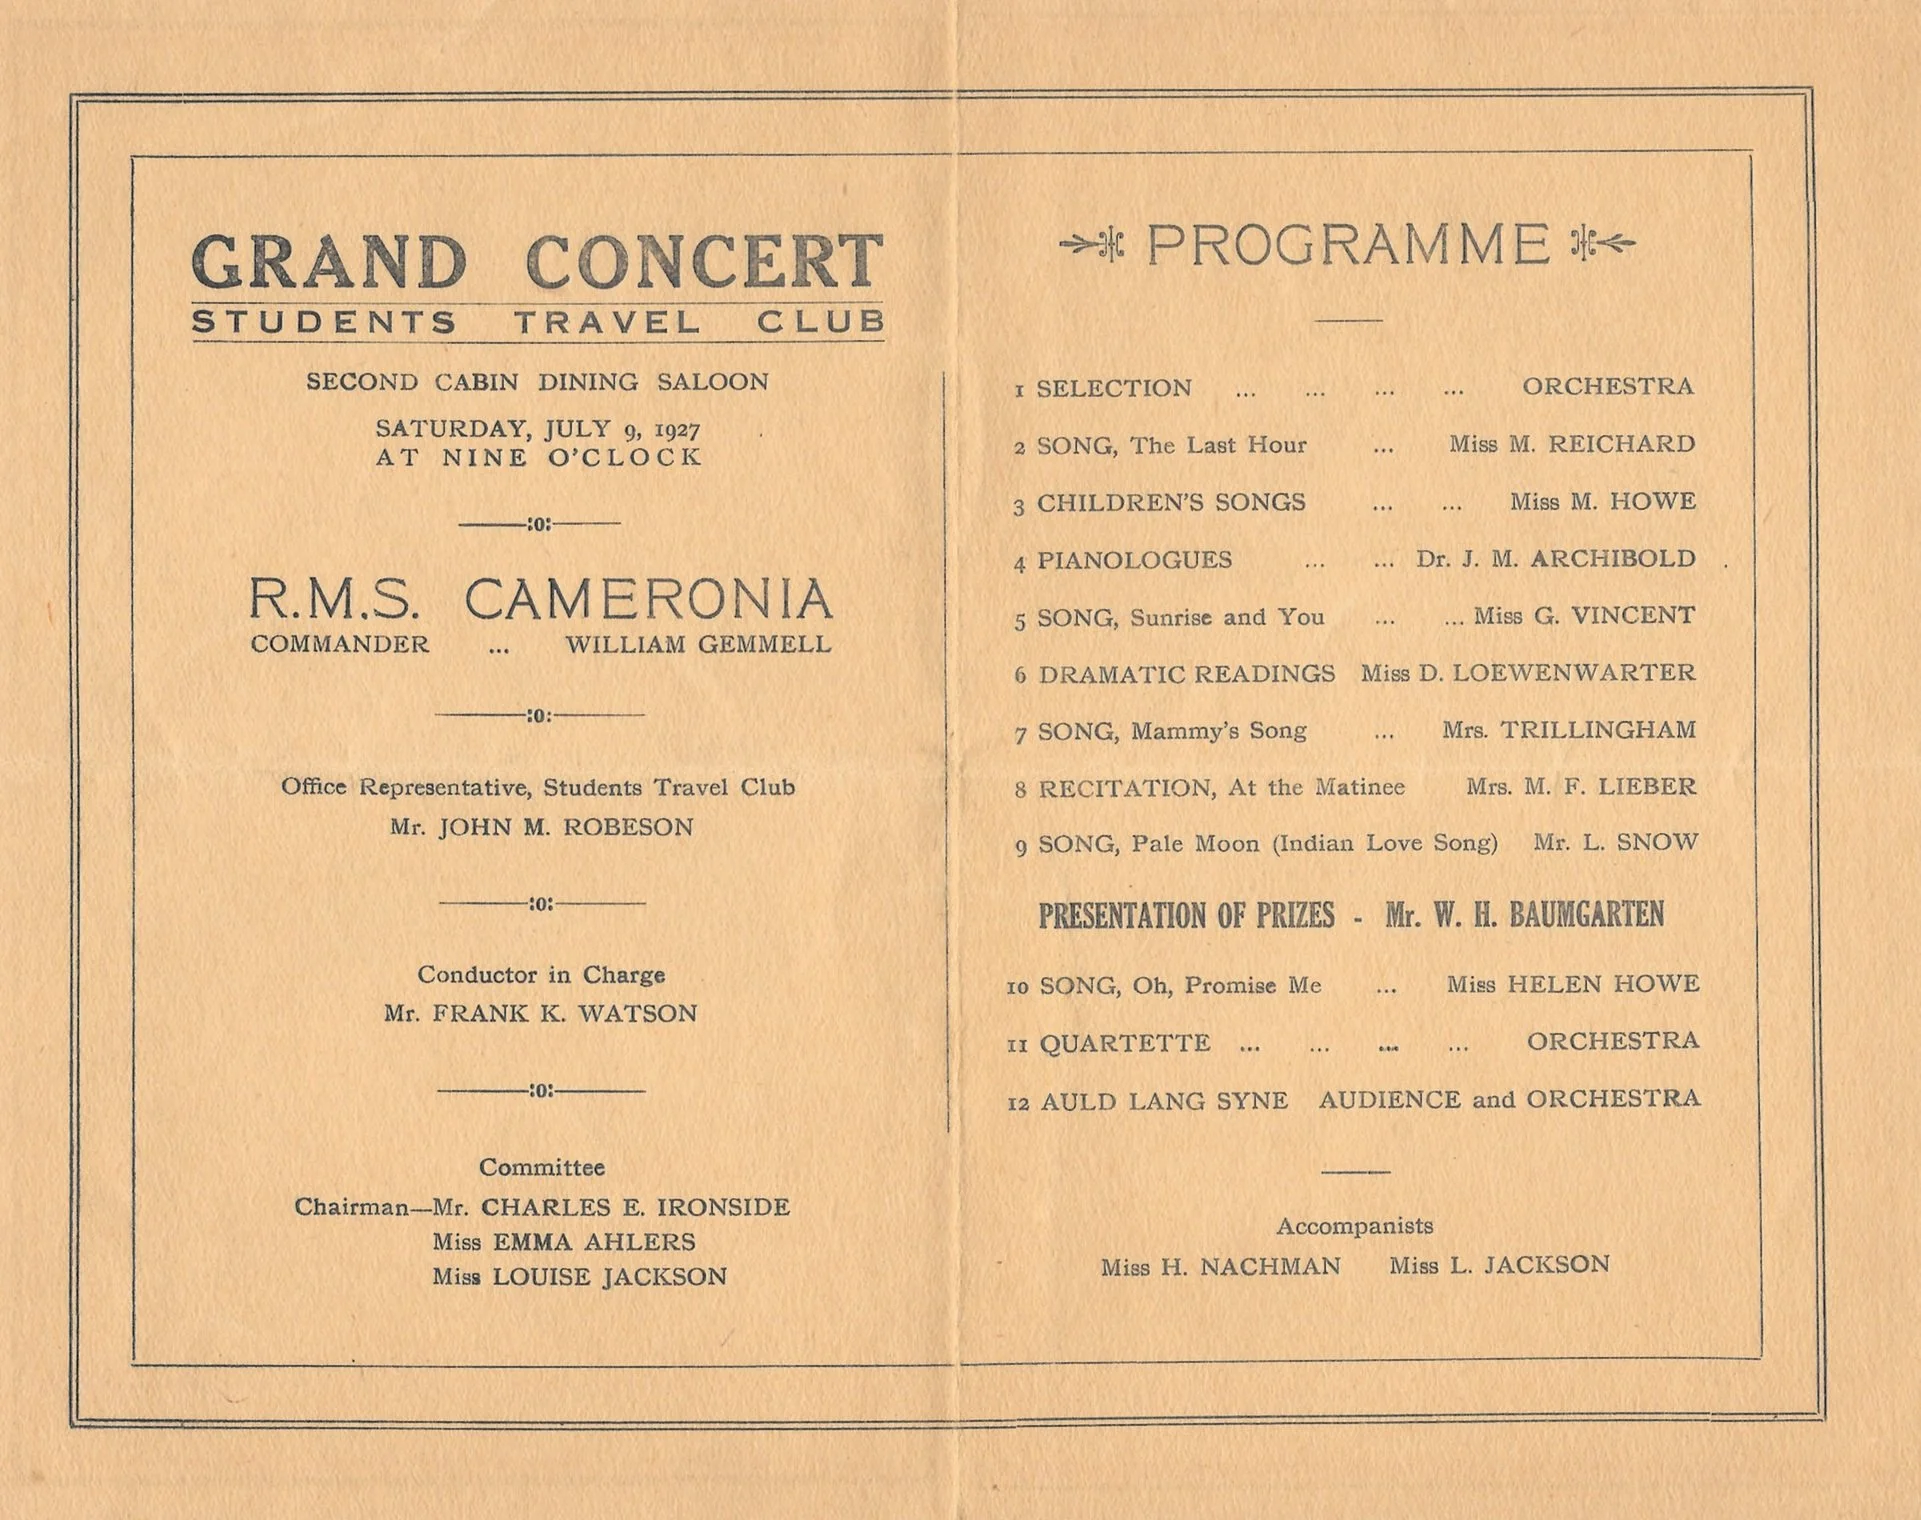 GRAND CONCERT
STUDENTS TRAVEL CLUB
SECOND CABIN DINING SALOON
SATURDAY, JULY 9, 1927
AT NINE O'CLOCK
:o:
R.M.S. CAMERONIA
COMMANDER ... WILLIAM GEMMELL
:o:
Office Representative, Students Travel Club
Mr. JOHN M. ROBESON
:o:
Conductor in Charge
Mr. FRANK K. WATSON
:o:
Committee
Chairman—Mr. CHARLES E. IRONSIDE
Miss EMMA AHLERS
Miss LOUISE JACKSON
PROGRAMME
1 SELECTION ... ... ... ... ORCHESTRA
2 SONG, The Last Hour ... Miss M. REICHARD
3 CHILDREN'S SONGS ... ... Miss M. HOWE
4 PIANOLOGUES ... ... Dr. J. M. ARCHIBOLD
5 SONG, Sunrise and You ... ... Miss G. VINCENT
6 DRAMATIC READINGS Miss D. LOEWENWARTER
7 SONG, Mammy's Song ... Mrs. TRILLINGHAM
8 RECITATION, At the Matinee Mrs. M. F. LIEBER
9 SONG, Pale Moon (Indian Love Song) Mr. L. SNOW
PRESENTATION OF PRIZES - Mr. W. H. BAUMGARTEN
10 SONG, Oh, Promise Me ... Miss HELEN HOWE
11 QUARTETTE ... ... ... ... ORCHESTRA
12 AULD LANG SYNE AUDIENCE and ORCHESTRA
Accompanists
Miss H. NACHMAN Miss L. JACKSON